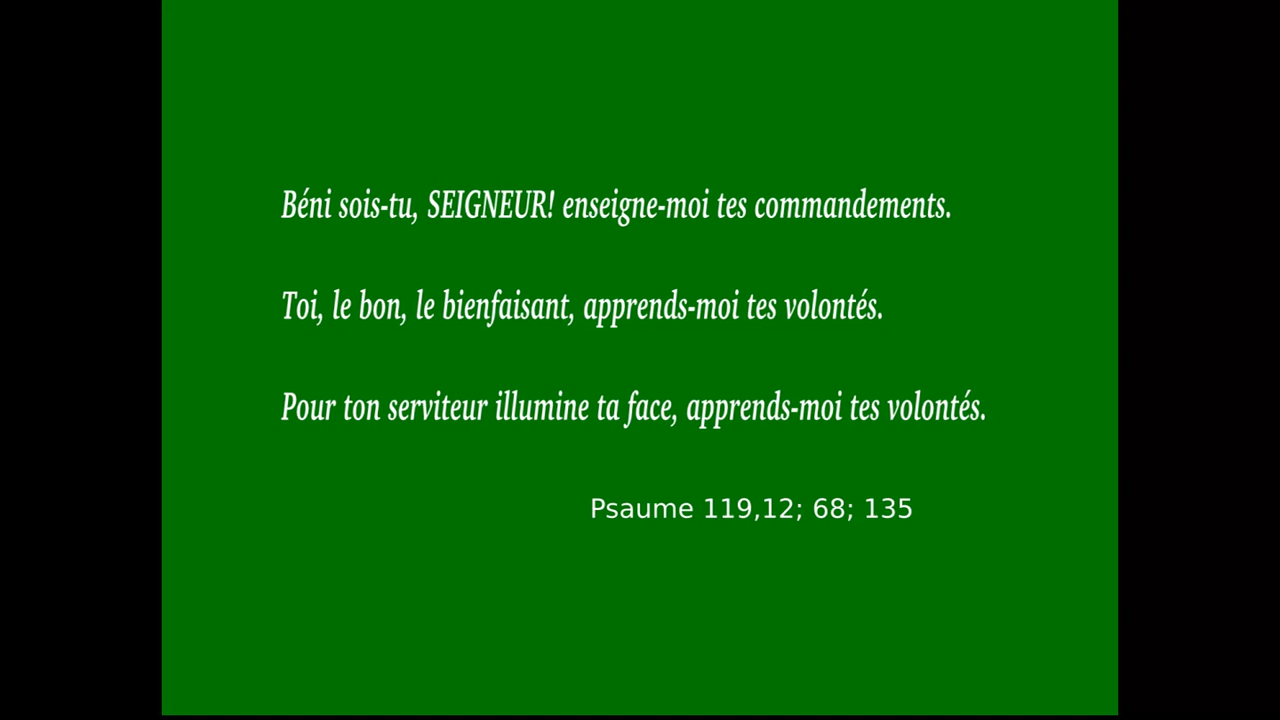 Béni sois-tu, SEIGNEUR! enseigne-moi tes commandements.
Toi, le bon, le bienfaisant, apprends-moi tes volontés.
Pour ton serviteur illumine ta face, apprends-moi tes volontés.
Psaume 119,12; 68; 135